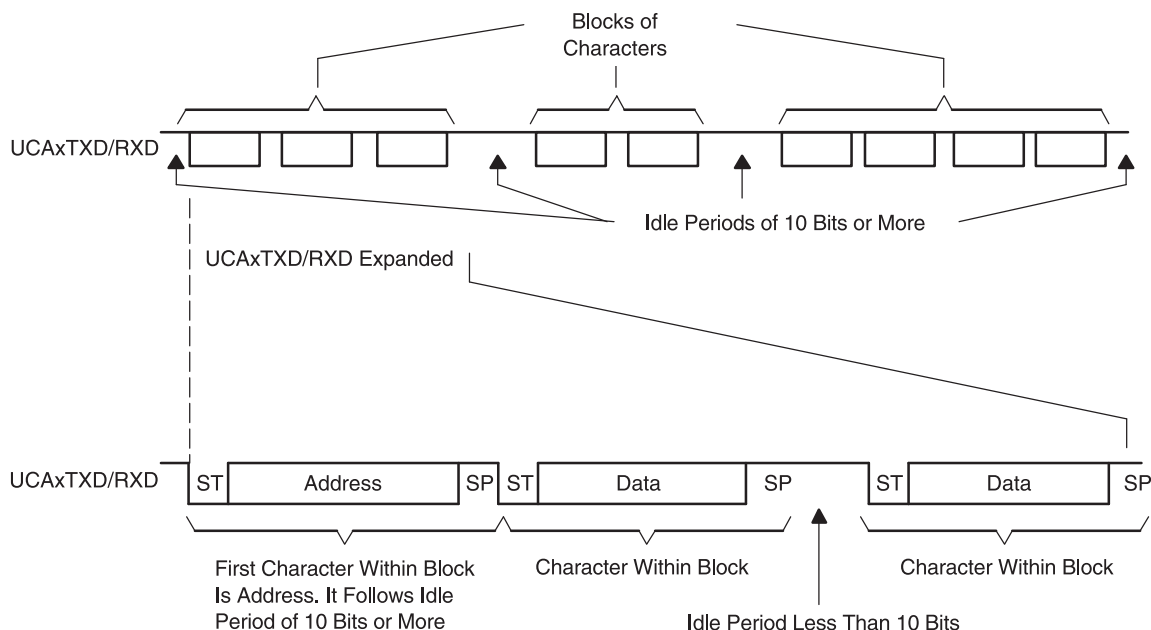 Blocks of
Characters
UCAxTXD/RXD
Idle Periods of 10 Bits or More
UCAxTXD/RXD Expanded
UCAxTXD/RXD
ST
Address
SP
ST
Data
SP
ST
Data
SP
First Character Within Block
Is Address. It Follows Idle
Period of 10 Bits or More
Character Within Block
Character Within Block
Idle Period Less Than 10 Bits